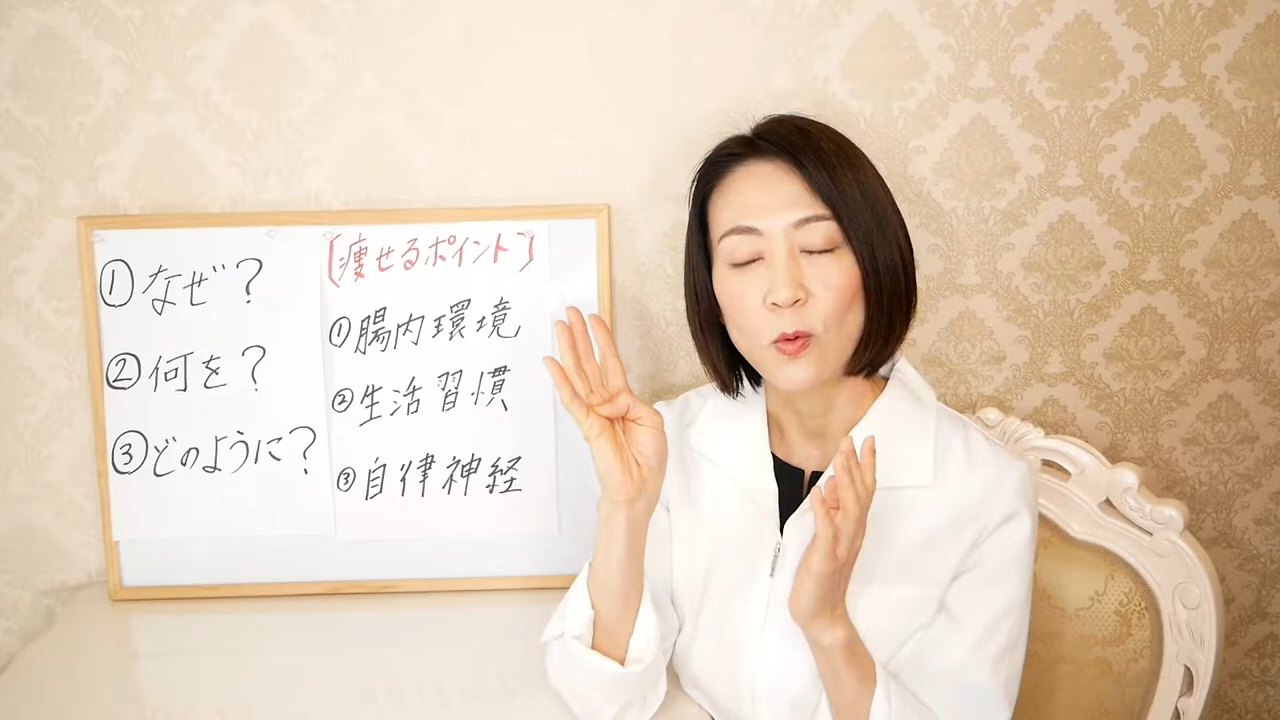 ①なぜ?
②何を?
③どのように?
【痩せるポイント】
①腸内環境
②生活習慣
③自律神経